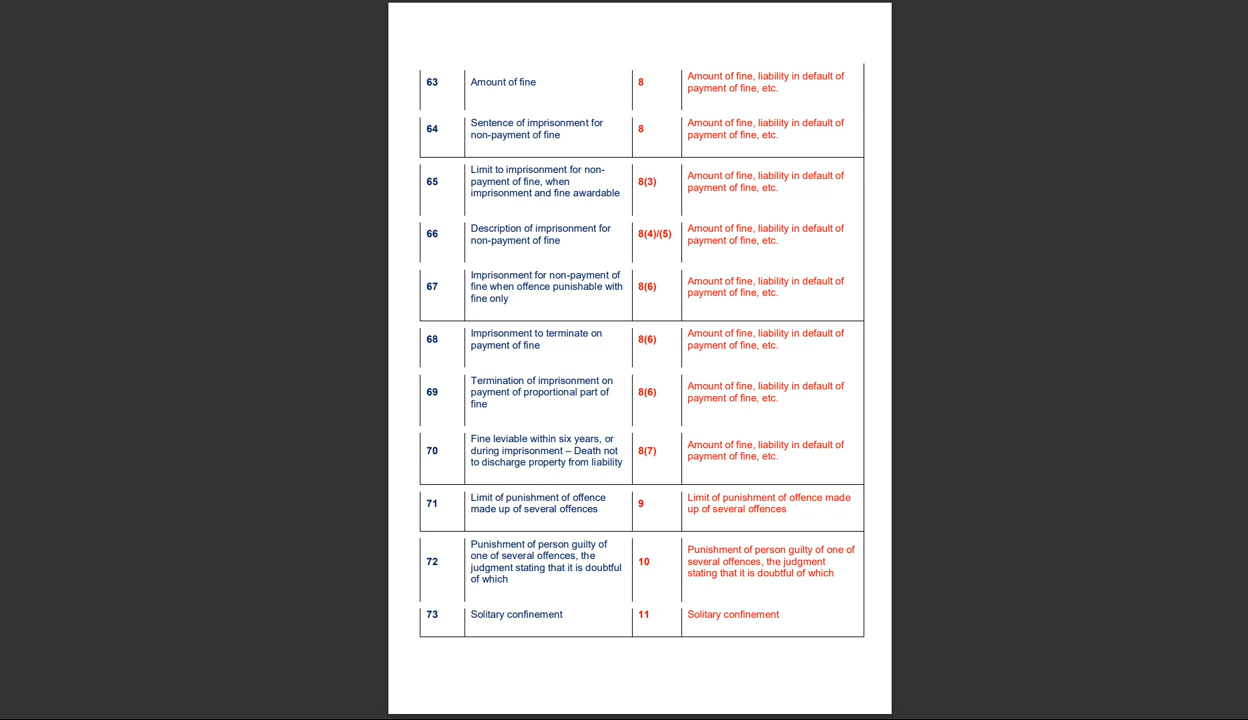 63 Amount of fine 8 Amount of fine, liability in default of
payment of fine, etc.
64 Sentence of imprisonment for
non-payment of fine 8 Amount of fine, liability in default of
payment of fine, etc.
65 Limit to imprisonment for non-
payment of fine, when
imprisonment and fine awardable 8(3) Amount of fine, liability in default of
payment of fine, etc.
66 Description of imprisonment for
non-payment of fine 8(4)/(5) Amount of fine, liability in default of
payment of fine, etc.
67 Imprisonment for non-payment of
fine when offence punishable with
fine only 8(6) Amount of fine, liability in default of
payment of fine, etc.
68 Imprisonment to terminate on
payment of fine 8(6) Amount of fine, liability in default of
payment of fine, etc.
69 Termination of imprisonment on
payment of proportional part of
fine 8(6) Amount of fine, liability in default of
payment of fine, etc.
70 Fine leviable within six years, or
during imprisonment – Death not
to discharge property from liability 8(7) Amount of fine, liability in default of
payment of fine, etc.
71 Limit of punishment of offence
made up of several offences 9 Limit of punishment of offence made
up of several offences
72 Punishment of person guilty of
one of several offences, the
judgment stating that it is doubtful
of which 10 Punishment of person guilty of one of
several offences, the judgment
stating that it is doubtful of which
73 Solitary confinement 11 Solitary confinement